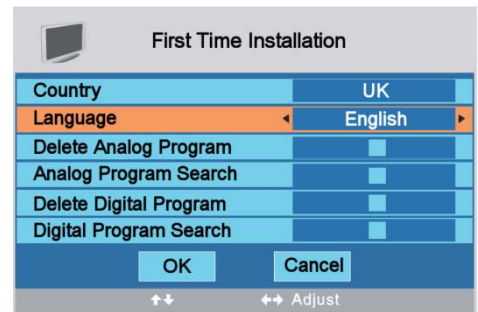 First Time Installation
Country UK
Language English
Delete Analog Program
Analog Program Search
Delete Digital Program
Digital Program Search
OK Cancel
Adjust